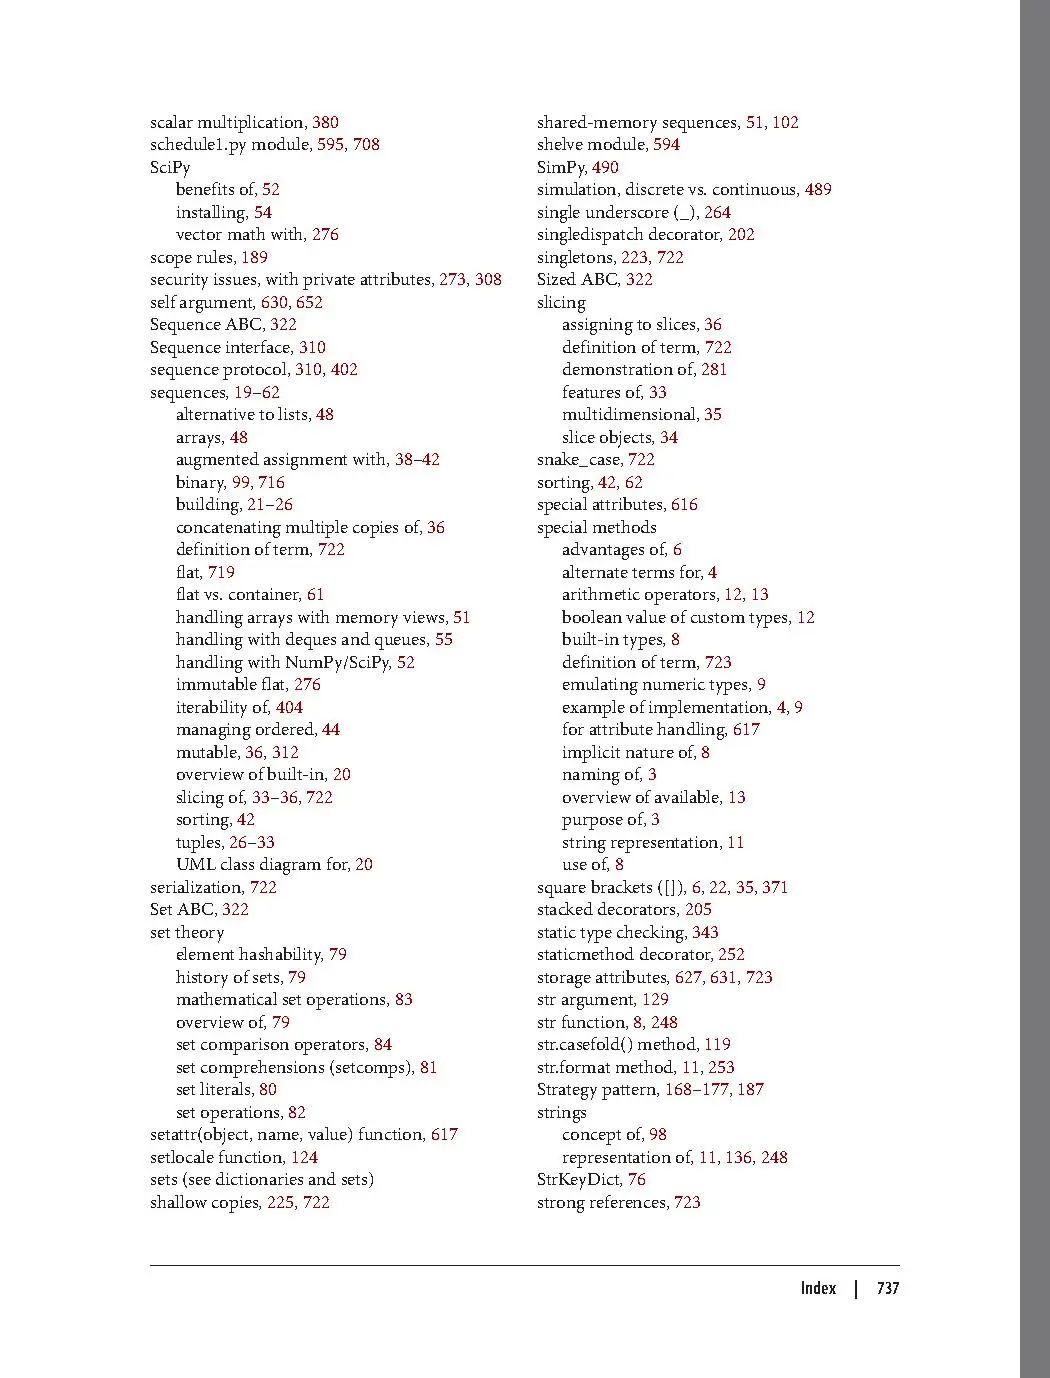 scalar multiplication, 380
schedule1.py module, 595, 708
SciPy
benefits of, 52
installing, 54
vector math with, 276
scope rules, 189
security issues, with private attributes, 273, 308
self argument, 630, 652
Sequence ABC, 322
Sequence interface, 310
sequence protocol, 310, 402
sequences, 19–62
alternative to lists, 48
arrays, 48
augmented assignment with, 38–42
binary, 99, 716
building, 21–26
concatenating multiple copies of, 36
definition of term, 722
flat, 719
flat vs. container, 61
handling arrays with memory views, 51
handling with deques and queues, 55
handling with NumPy/SciPy, 52
immutable flat, 276
iterability of, 404
managing ordered, 44
mutable, 36, 312
overview of built-in, 20
slicing of, 33–36, 722
sorting, 42
tuples, 26–33
UML class diagram for, 20
serialization, 722
Set ABC, 322
set theory
element hashability, 79
history of sets, 79
mathematical set operations, 83
overview of, 79
set comparison operators, 84
set comprehensions (setcomps), 81
set literals, 80
set operations, 82
setattr(object, name, value) function, 617
setlocale function, 124
sets (see dictionaries and sets)
shallow copies, 225, 722
shared-memory sequences, 51, 102
shelve module, 594
SimPy, 490
simulation, discrete vs. continuous, 489
single underscore (_), 264
singledispatch decorator, 202
singletons, 223, 722
Sized ABC, 322
slicing
assigning to slices, 36
definition of term, 722
demonstration of, 281
features of, 33
multidimensional, 35
slice objects, 34
snake_case, 722
sorting, 42, 62
special attributes, 616
special methods
advantages of, 6
alternate terms for, 4
arithmetic operators, 12, 13
boolean value of custom types, 12
built-in types, 8
definition of term, 723
emulating numeric types, 9
example of implementation, 4, 9
for attribute handling, 617
implicit nature of, 8
naming of, 3
overview of available, 13
purpose of, 3
string representation, 11
use of, 8
square brackets ([]), 6, 22, 35, 371
stacked decorators, 205
static type checking, 343
staticmethod decorator, 252
storage attributes, 627, 631, 723
str argument, 129
str function, 8, 248
str.casefold() method, 119
str.format method, 11, 253
Strategy pattern, 168–177, 187
strings
concept of, 98
representation of, 11, 136, 248
StrKeyDict, 76
strong references, 723
Index | 737